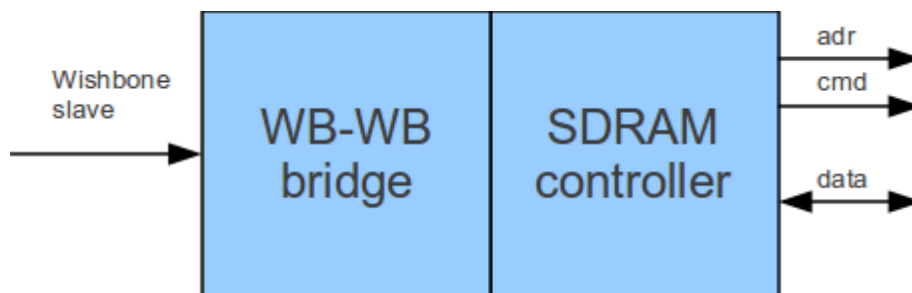 Wishbone
slave
WB-WB
bridge
SDRAM
controller
adr
cmd
data